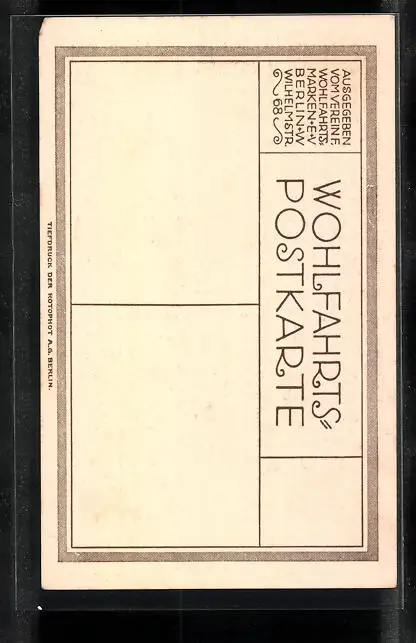 AUSGEGEBEN
VOM VEREIN F.
WOHLFAHRTS=
MARKEN•E•V
BERLIN•W
WILHELMSTR.
68
WOHLFAHRTS=
POSTKARTE
TIEFDRUCK DER ROTOPHOT A.G. BERLIN.